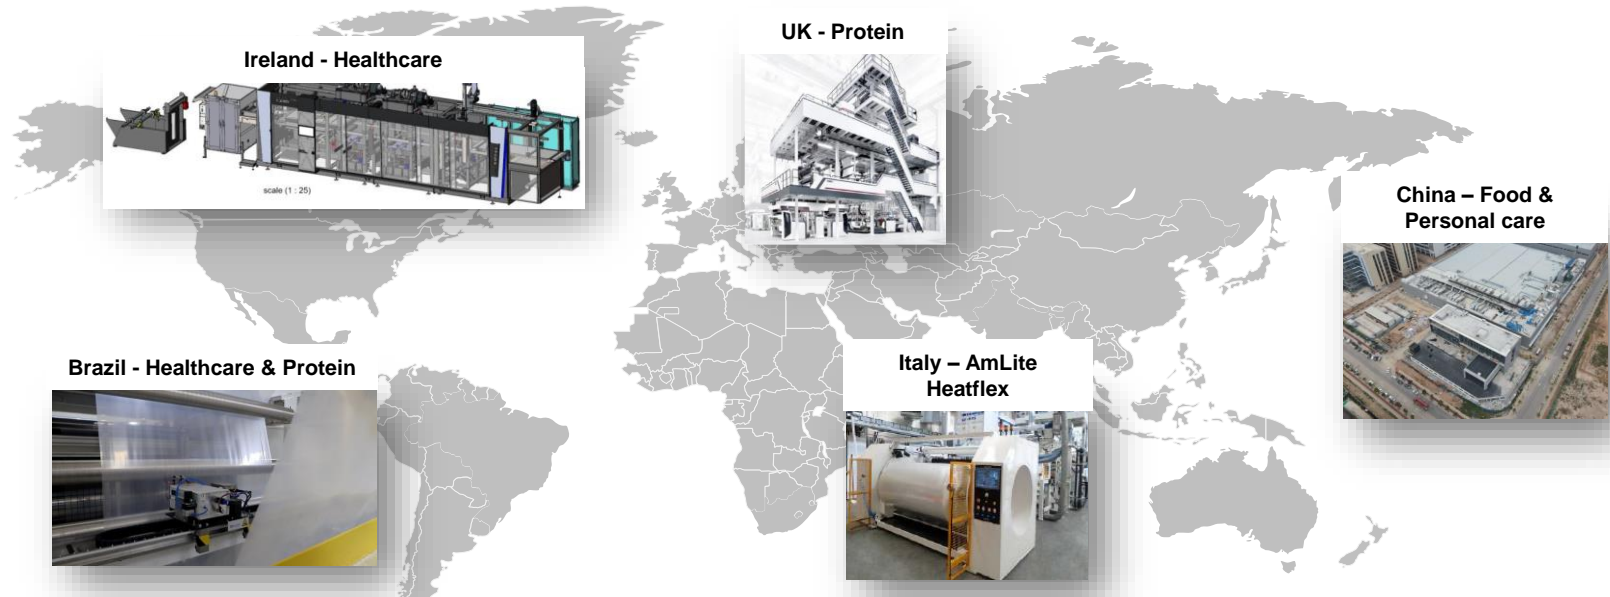 UK - Protein
Ireland - Healthcare
scale (1 : 25)
China – Food &
Personal care
Brazil - Healthcare & Protein
Italy – AmLite
Heatflex